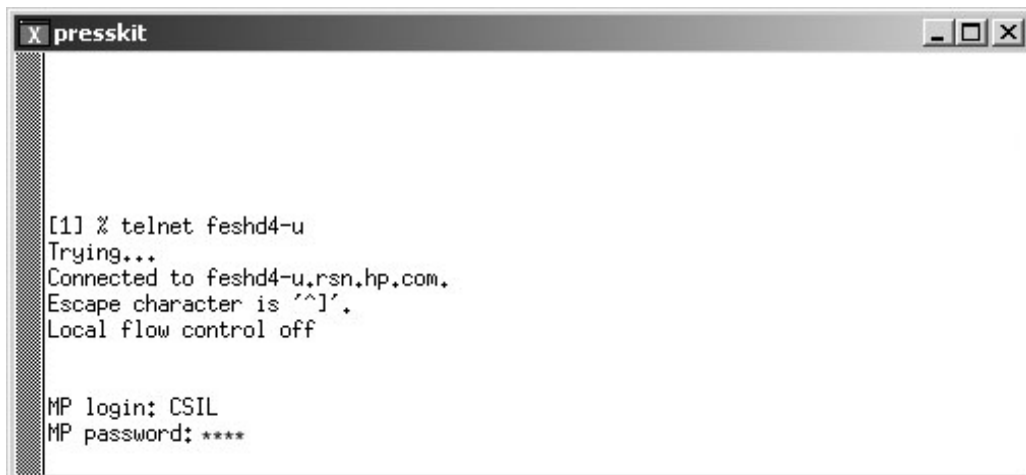 X presskit
[1] % telnet feshd4-u
Trying...
Connected to feshd4-u.rsn.hp.com.
Escape character is '^]'.
Local flow control off
MP login: CSIL
MP password: ****